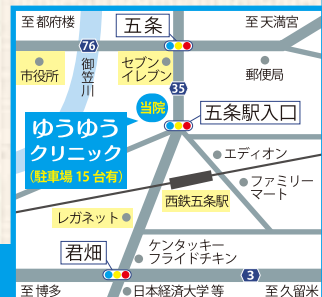 至都府楼
五条
至天満宮
76
御笠川
市役所
セブン
イレブン
郵便局
35
当院
五条駅入口
ゆうゆう
クリニック
(駐車場15台有)
エディオン
ファミリー
マート
西鉄五条駅
レガネット
君畑
ケンタッキー
フライドチキン
3
至博多
日本経済大学等
至久留米